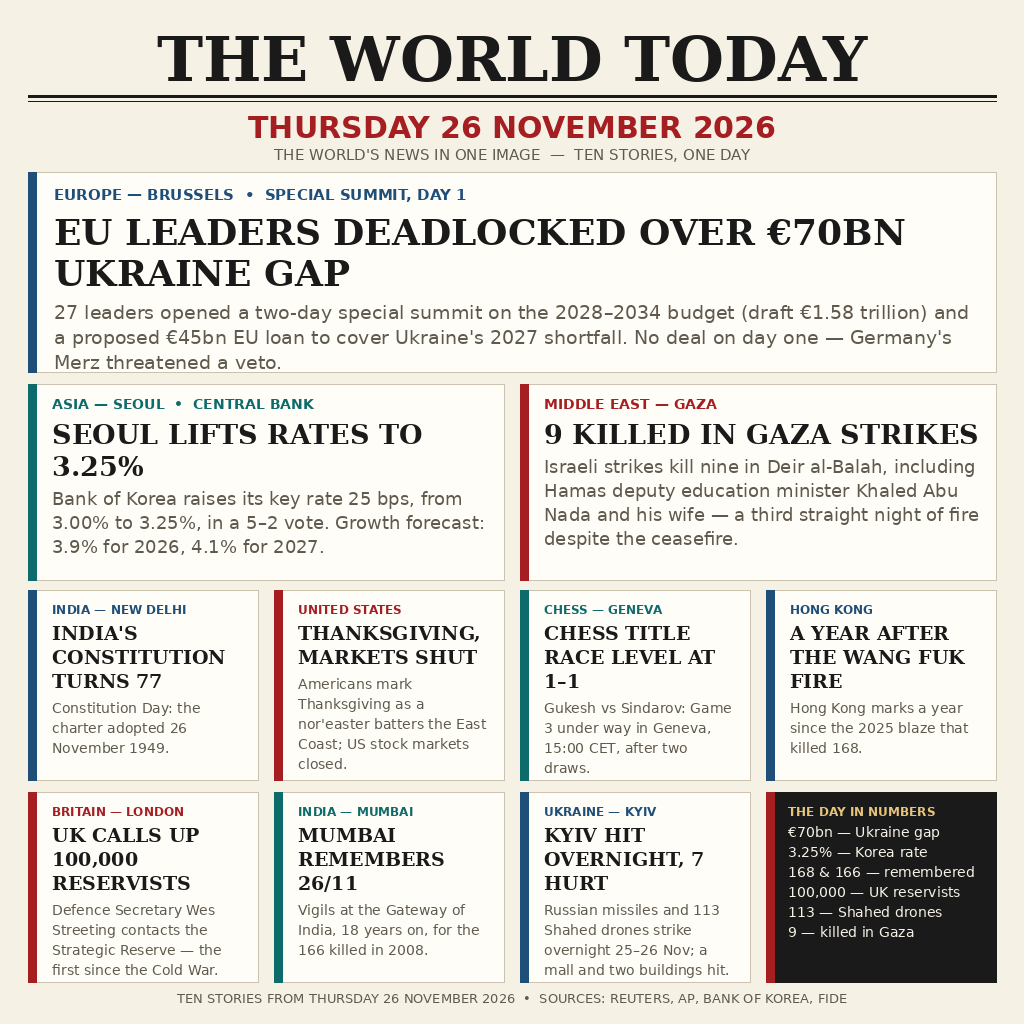 THE WORLD TODAY
THURSDAY 26 NOVEMBER 2026
THE WORLD'S NEWS IN ONE IMAGE — TEN STORIES, ONE DAY
EUROPE — BRUSSELS • SPECIAL SUMMIT, DAY 1
EU LEADERS DEADLOCKED OVER €70BN
UKRAINE GAP
27 leaders opened a two-day special summit on the 2028–2034 budget (draft €1.58 trillion) and
a proposed €45bn EU loan to cover Ukraine's 2027 shortfall. No deal on day one — Germany's
Merz threatened a veto.
ASIA — SEOUL • CENTRAL BANK
SEOUL LIFTS RATES TO
3.25%
Bank of Korea raises its key rate 25 bps, from
3.00% to 3.25%, in a 5–2 vote. Growth forecast:
3.9% for 2026, 4.1% for 2027.
MIDDLE EAST — GAZA
9 KILLED IN GAZA STRIKES
Israeli strikes kill nine in Deir al-Balah, including
Hamas deputy education minister Khaled Abu
Nada and his wife — a third straight night of fire
despite the ceasefire.
INDIA — NEW DELHI
INDIA'S
CONSTITUTION
TURNS 77
Constitution Day: the
charter adopted 26
November 1949.
UNITED STATES
THANKSGIVING,
MARKETS SHUT
Americans mark
Thanksgiving as a
nor'easter batters the East
Coast; US stock markets
closed.
CHESS — GENEVA
CHESS TITLE
RACE LEVEL AT
1–1
Gukesh vs Sindarov: Game
3 under way in Geneva,
15:00 CET, after two
draws.
HONG KONG
A YEAR AFTER
THE WANG FUK
FIRE
Hong Kong marks a year
since the 2025 blaze that
killed 168.
BRITAIN — LONDON
UK CALLS UP
100,000
RESERVISTS
Defence Secretary Wes
Streeting contacts the
Strategic Reserve — the
first since the Cold War.
INDIA — MUMBAI
MUMBAI
REMEMBERS
26/11
Vigils at the Gateway of
India, 18 years on, for the
166 killed in 2008.
UKRAINE — KYIV
KYIV HIT
OVERNIGHT, 7
HURT
Russian missiles and 113
Shahed drones strike
overnight 25–26 Nov; a
mall and two buildings hit.
THE DAY IN NUMBERS
€70bn — Ukraine gap
3.25% — Korea rate
168 & 166 — remembered
100,000 — UK reservists
113 — Shahed drones
9 — killed in Gaza
TEN STORIES FROM THURSDAY 26 NOVEMBER 2026 • SOURCES: REUTERS, AP, BANK OF KOREA, FIDE